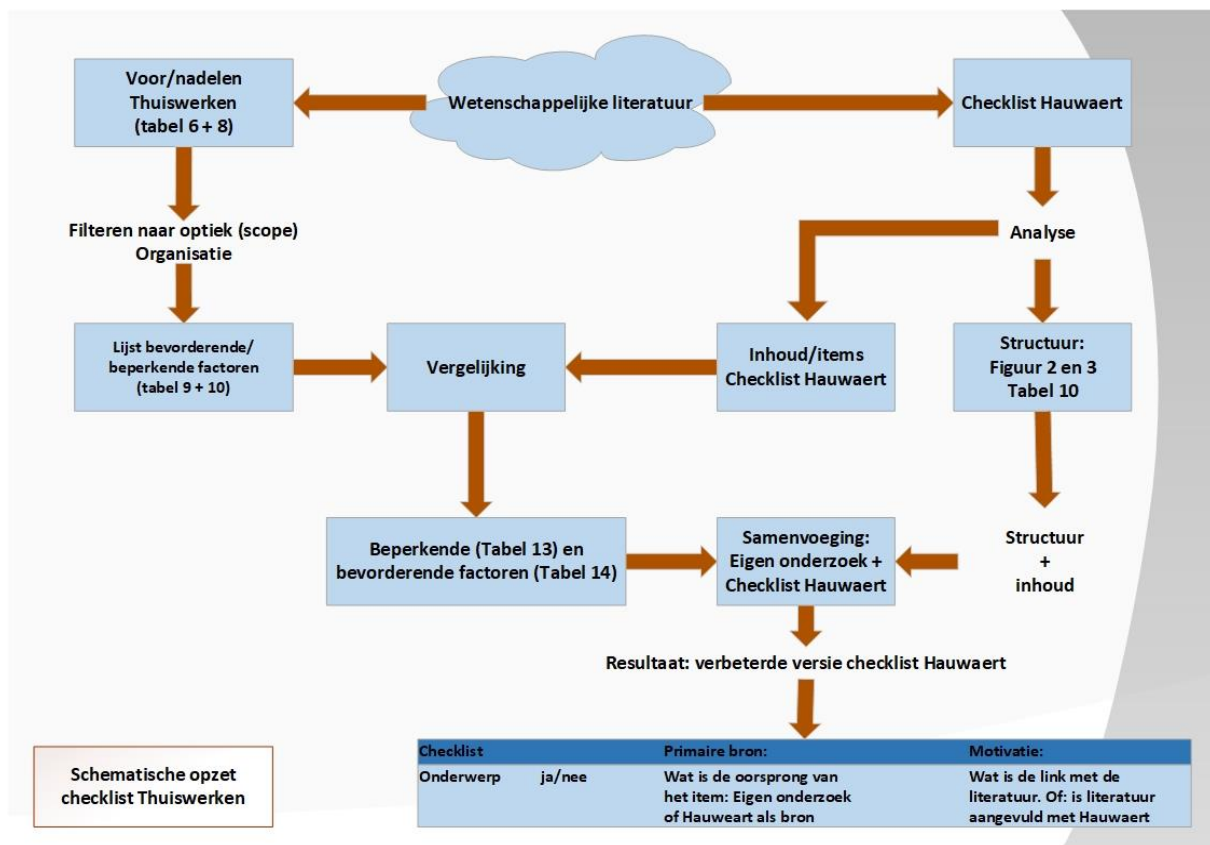 Voor/nadelen
Thuiswerken
(tabel 6 + 8)
Wetenschappelijke literatuur
Checklist Hauwaert
Filteren naar optiek (scope)
Organisatie
Analyse
Lijst bevorderende/
beperkende factoren
(tabel 9 + 10)
Vergelijking
Inhoud/items
Checklist Hauwaert
Structuur:
Figuur 2 en 3
Tabel 10
Beperkende (Tabel 13) en
bevorderende factoren (Tabel 14)
Samenvoeging:
Eigen onderzoek +
Checklist Hauwaert
Structuur
+
inhoud
Resultaat: verbeterde versie checklist Hauwaert
Schematische opzet
checklist Thuiswerken
Checklist Primaire bron: Motivatie:
Onderwerp ja/nee Wat is de oorsprong van Wat is de link met de
het item: Eigen onderzoek literatuur. Of: is literatuur
of Hauweart als bron aangevuld met Hauwaert